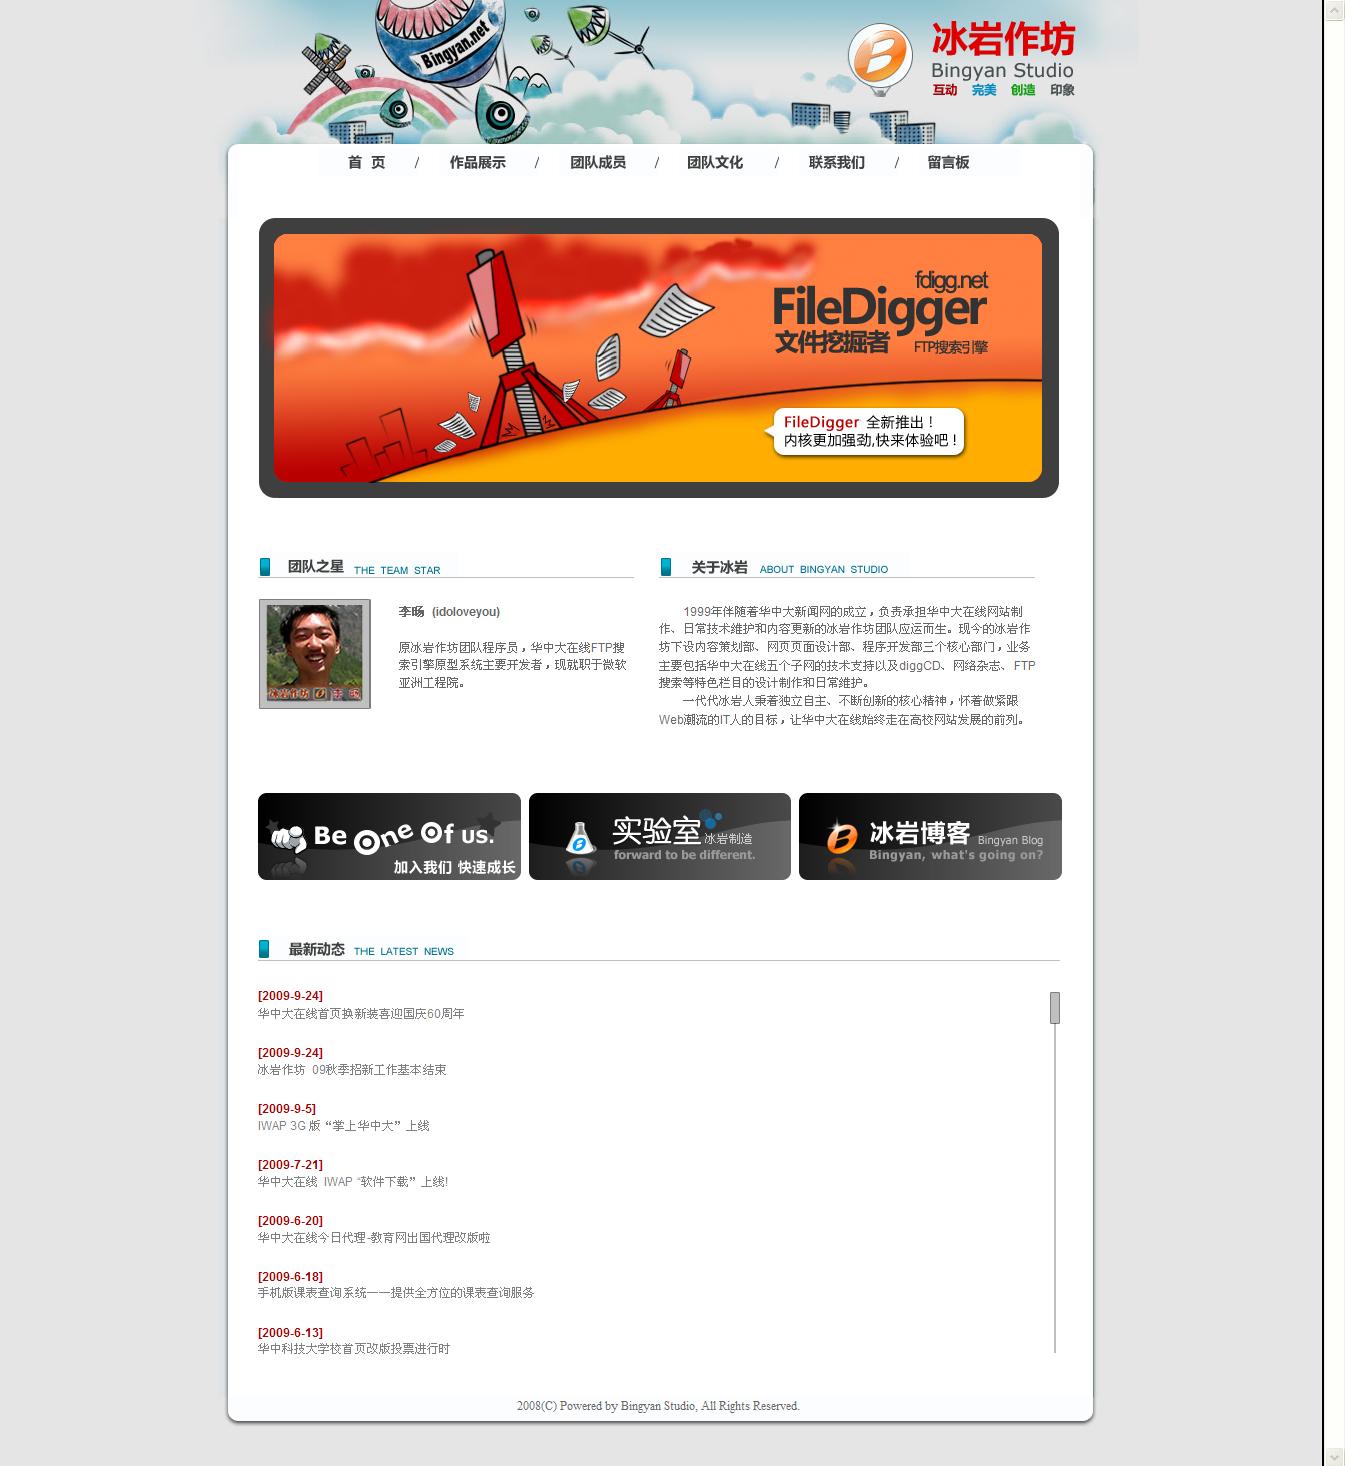 Bingyan.net
冰岩作坊
Bingyan Studio
互动 完美 创造 印象
首 页 / 作品展示 / 团队成员 / 团队文化 / 联系我们 / 留言板
fdigg.net
FileDigger
文件挖掘者 FTP搜索引擎
FileDigger 全新推出！
内核更加强劲,快来体验吧！
团队之星 THE TEAM STAR
李旸 (idoloveyou)
原冰岩作坊团队程序员，华中大在线FTP搜
索引擎原型系统主要开发者，现就职于微软
亚洲工程院。
冰岩作坊
关于冰岩 ABOUT BINGYAN STUDIO
1999年伴随着华中大新闻网的成立，负责承担华中大在线网站制
作、日常技术维护和内容更新的冰岩作坊团队应运而生。现今的冰岩作
坊下设内容策划部、网页页面设计部、程序开发部三个核心部门，业务
主要包括华中大在线五个子网的技术支持以及diggCD、网络杂志、FTP
搜索等特色栏目的设计制作和日常维护。
一代代冰岩人秉着独立自主、不断创新的核心精神，怀着做紧跟
Web潮流的IT人的目标，让华中大在线始终走在高校网站发展的前列。
Be One Of us.
加入我们 快速成长
实验室 冰岩制造
forward to be different.
冰岩博客 Bingyan Blog
Bingyan, what's going on?
最新动态 THE LATEST NEWS
[2009-9-24]
华中大在线首页换新装喜迎国庆60周年
[2009-9-24]
冰岩作坊 09秋季招新工作基本结束
[2009-9-5]
IWAP 3G 版“掌上华中大”上线
[2009-7-21]
华中大在线 IWAP “软件下载”上线!
[2009-6-20]
华中大在线今日代理-教育网出国代理改版啦
[2009-6-18]
手机版课表查询系统——提供全方位的课表查询服务
[2009-6-13]
华中科技大学校首页改版投票进行时
2008(C) Powered by Bingyan Studio, All Rights Reserved.